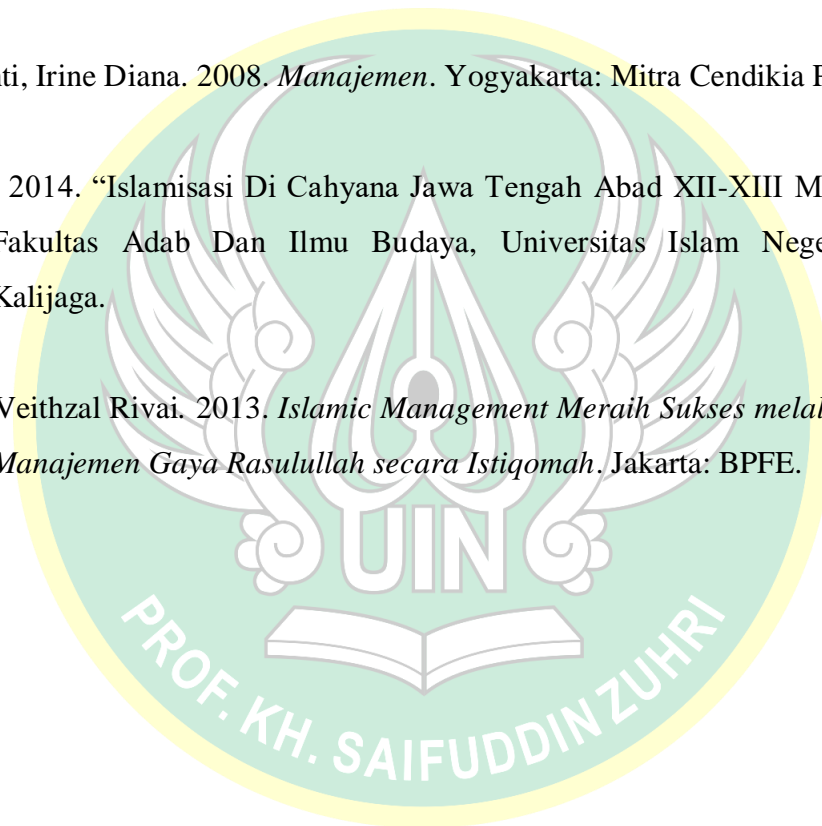 nti, Irine Diana. 2008. Manajemen. Yogyakarta: Mitra Cendikia
2014. “Islamisasi Di Cahyana Jawa Tengah Abad XII-XIII M
Fakultas Adab Dan Ilmu Budaya, Universitas Islam Nege
Kalijaga.
Veithzal Rivai. 2013. Islamic Management Meraih Sukses melal
Manajemen Gaya Rasulullah secara Istiqomah. Jakarta: BPFE.
UIN
PROF. KH. SAIFUDDIN ZUHRI